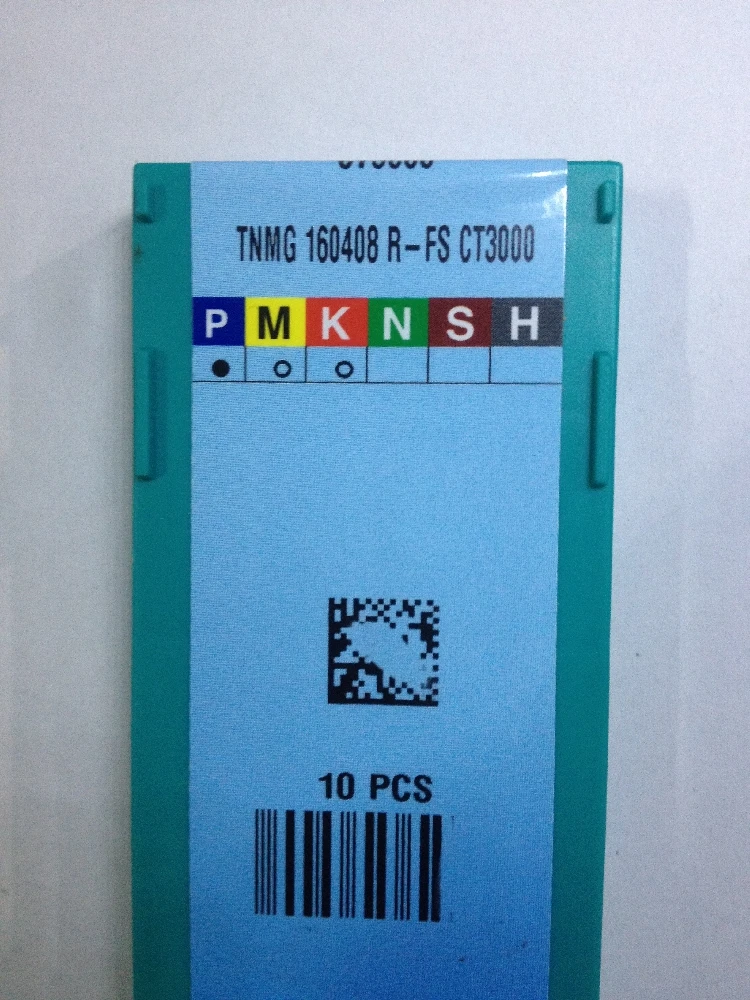 TNMG 160408 R-FS CT3000
P M K N S H
10 PCS